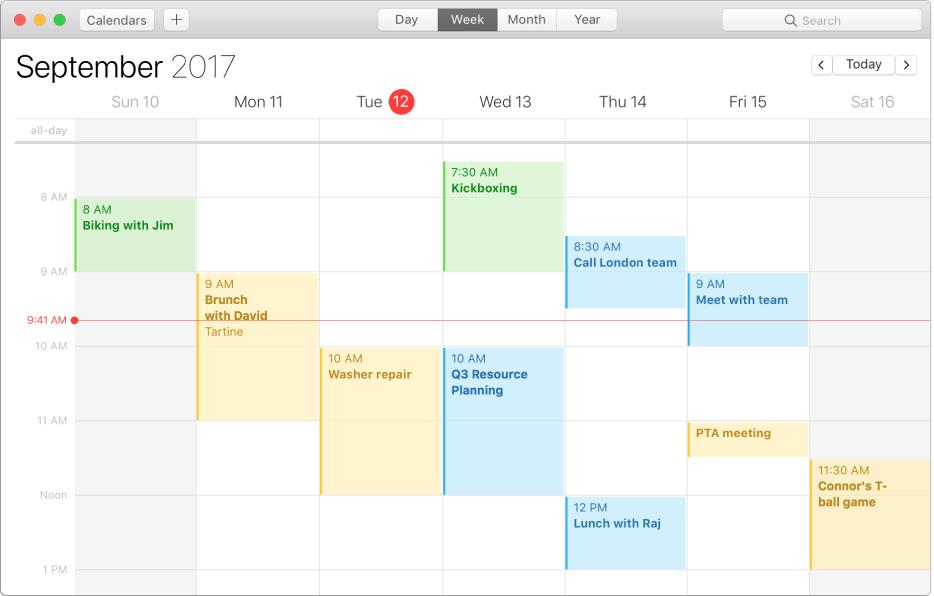 Calendars
+
Day
Week
Month
Year
Search
September 2017
Today
Sun 10
Mon 11
Tue 12
Wed 13
Thu 14
Fri 15
Sat 16
all-day
7:30 AM
Kickboxing
8 AM
8 AM
Biking with Jim
8:30 AM
Call London team
9 AM
9 AM
Brunch
with David
Tartine
9 AM
Meet with team
9:41 AM
10 AM
10 AM
Washer repair
10 AM
Q3 Resource
Planning
11 AM
PTA meeting
11:30 AM
Connor's T-
ball game
Noon
12 PM
Lunch with Raj
1 PM